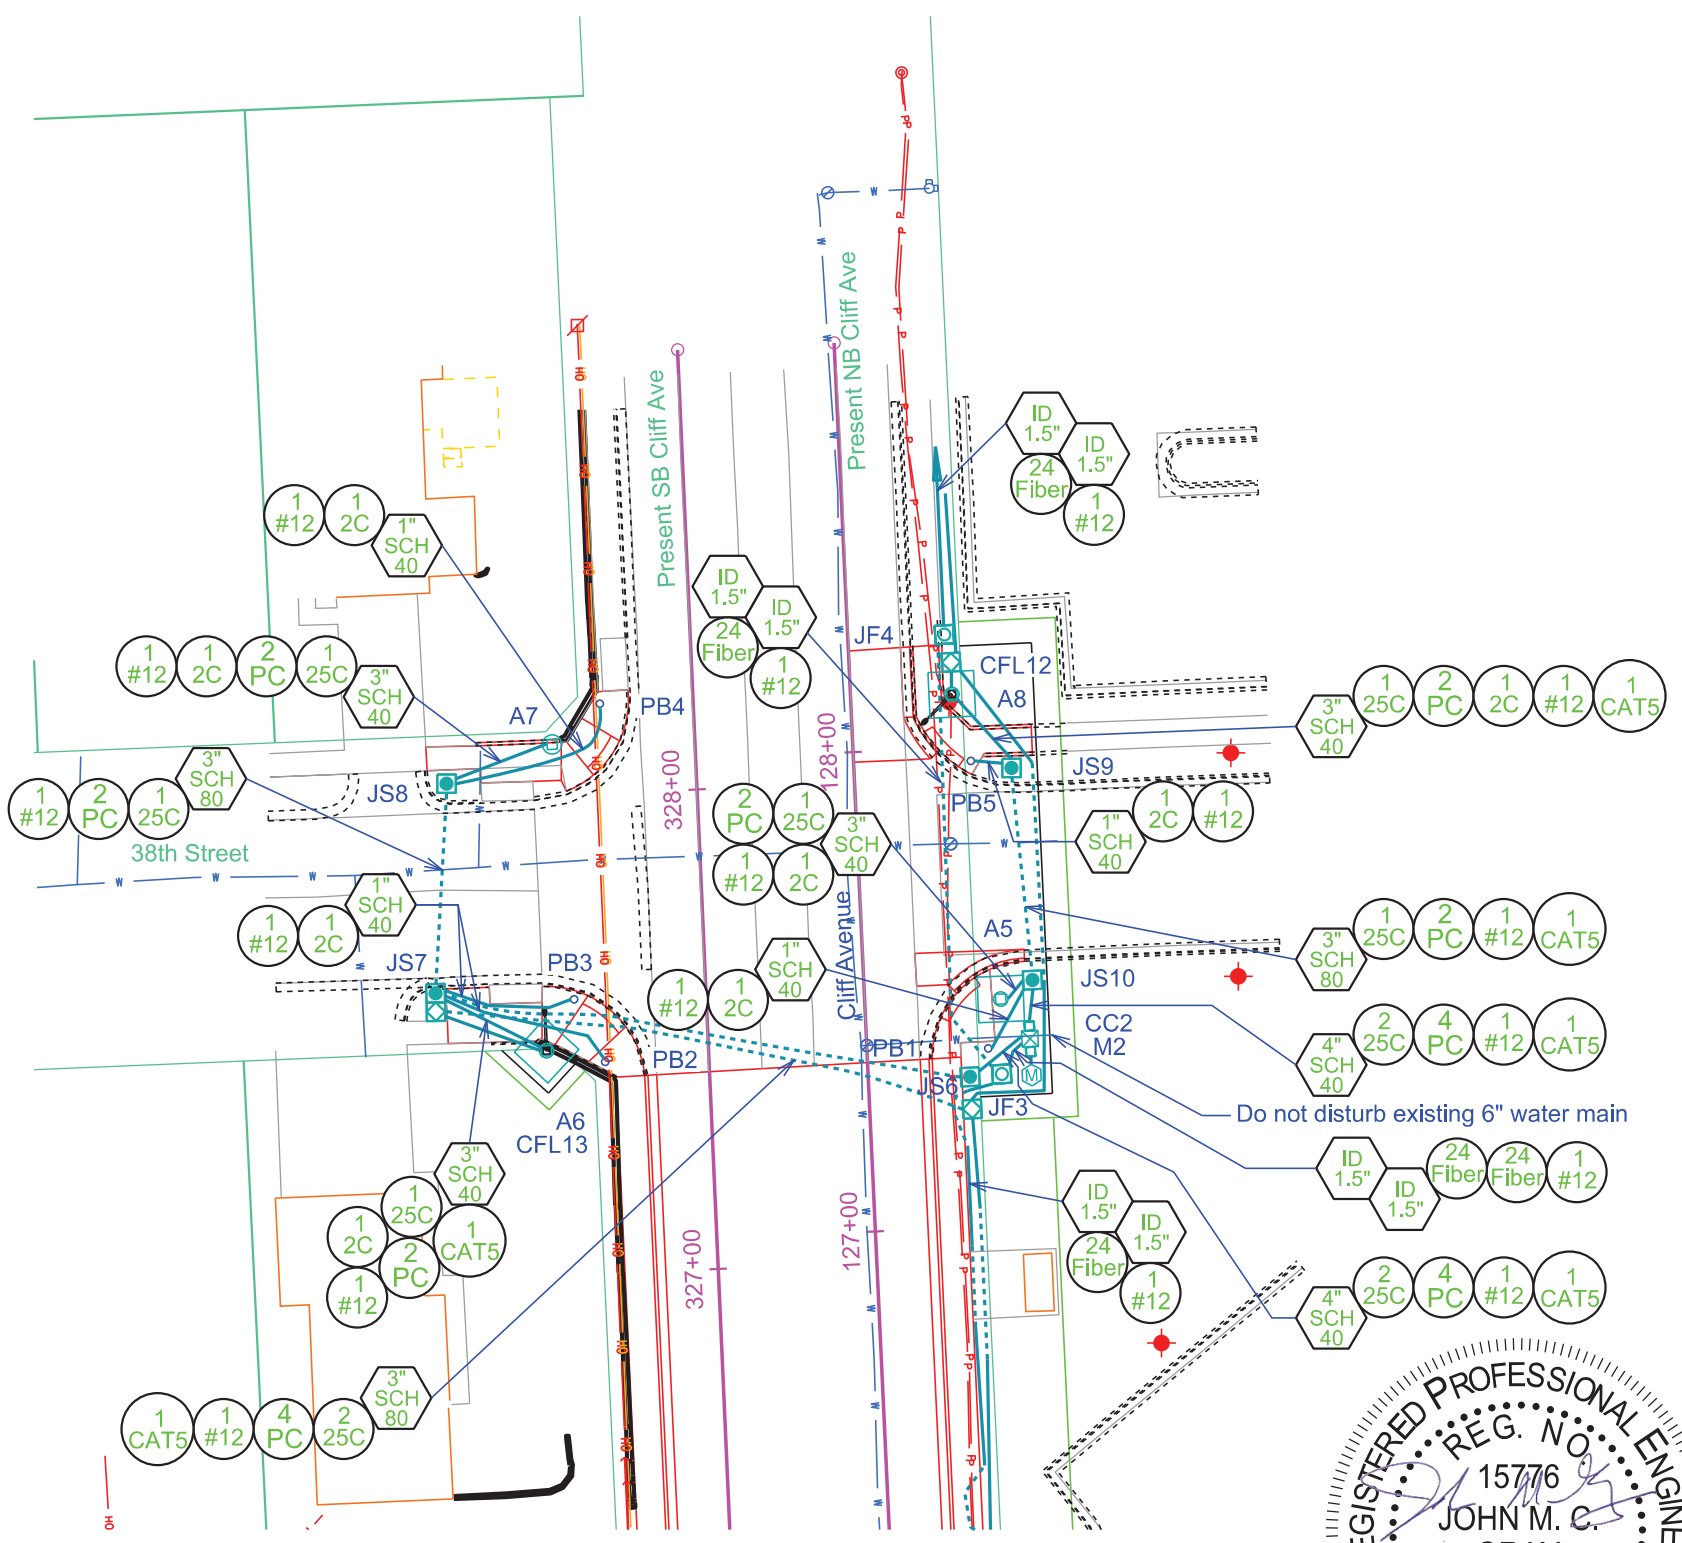 Present SB Cliff Ave
Present NB Cliff Ave
ID
1.5"
ID
1.5"
24
Fiber
1
#12
1
#12
1
2C
1"
SCH
40
ID
1.5"
ID
1.5"
24
Fiber
1
#12
JF4
CFL12
A8
1
#12
1
2C
2
PC
1
25C
3"
SCH
40
A7
PB4
3"
SCH
40
1
25C
2
PC
1
2C
1
#12
1
CAT5
328+00
128+00
JS9
PB5
1
#12
2
PC
1
25C
3"
SCH
80
JS8
2
PC
1
25C
3"
SCH
40
1
#12
1
2C
1"
SCH
40
1
2C
1
#12
38th Street
1"
SCH
40
1
#12
1
2C
JS7
PB3
Cliff Avenue
A5
3"
SCH
80
1
25C
2
PC
1
#12
1
CAT5
1"
SCH
40
1
#12
1
2C
JS10
CC2
M2
M
PB1
PB2
JS6
JF3
4"
SCH
40
2
25C
4
PC
1
#12
1
CAT5
Do not disturb existing 6" water main
A6
CFL13
3"
SCH
40
1
25C
1
2C
2
PC
1
#12
1
CAT5
ID
1.5"
ID
1.5"
24
Fiber
24
Fiber
1
#12
ID
1.5"
ID
1.5"
24
Fiber
1
#12
327+00
127+00
4"
SCH
40
2
25C
4
PC
1
#12
1
CAT5
1
CAT5
1
#12
4
PC
2
25C
3"
SCH
80
REGISTERED PROFESSIONAL
REG. NO.
15776
JOHN M. C.